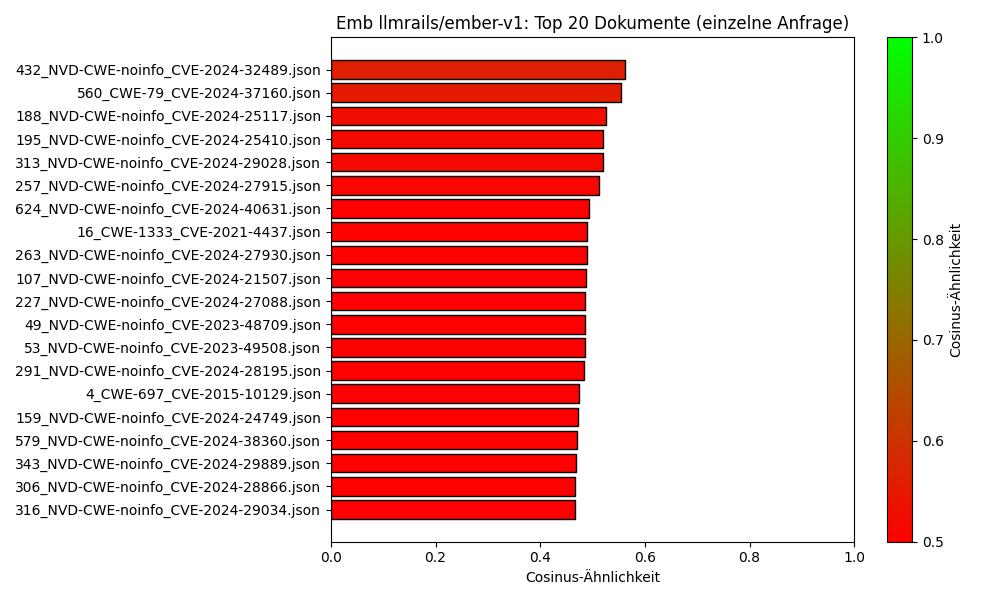 Emb llmrails/ember-v1: Top 20 Dokumente (einzelne Anfrage)
432_NVD-CWE-noinfo_CVE-2024-32489.json
560_CWE-79_CVE-2024-37160.json
188_NVD-CWE-noinfo_CVE-2024-25117.json
195_NVD-CWE-noinfo_CVE-2024-25410.json
313_NVD-CWE-noinfo_CVE-2024-29028.json
257_NVD-CWE-noinfo_CVE-2024-27915.json
624_NVD-CWE-noinfo_CVE-2024-40631.json
16_CWE-1333_CVE-2021-4437.json
263_NVD-CWE-noinfo_CVE-2024-27930.json
107_NVD-CWE-noinfo_CVE-2024-21507.json
227_NVD-CWE-noinfo_CVE-2024-27088.json
49_NVD-CWE-noinfo_CVE-2023-48709.json
53_NVD-CWE-noinfo_CVE-2023-49508.json
291_NVD-CWE-noinfo_CVE-2024-28195.json
4_CWE-697_CVE-2015-10129.json
159_NVD-CWE-noinfo_CVE-2024-24749.json
579_NVD-CWE-noinfo_CVE-2024-38360.json
343_NVD-CWE-noinfo_CVE-2024-29889.json
306_NVD-CWE-noinfo_CVE-2024-28866.json
316_NVD-CWE-noinfo_CVE-2024-29034.json
0.0 0.2 0.4 0.6 0.8 1.0
Cosinus-Ähnlichkeit
1.0
0.9
0.8
0.7
0.6
0.5
Cosinus-Ähnlichkeit